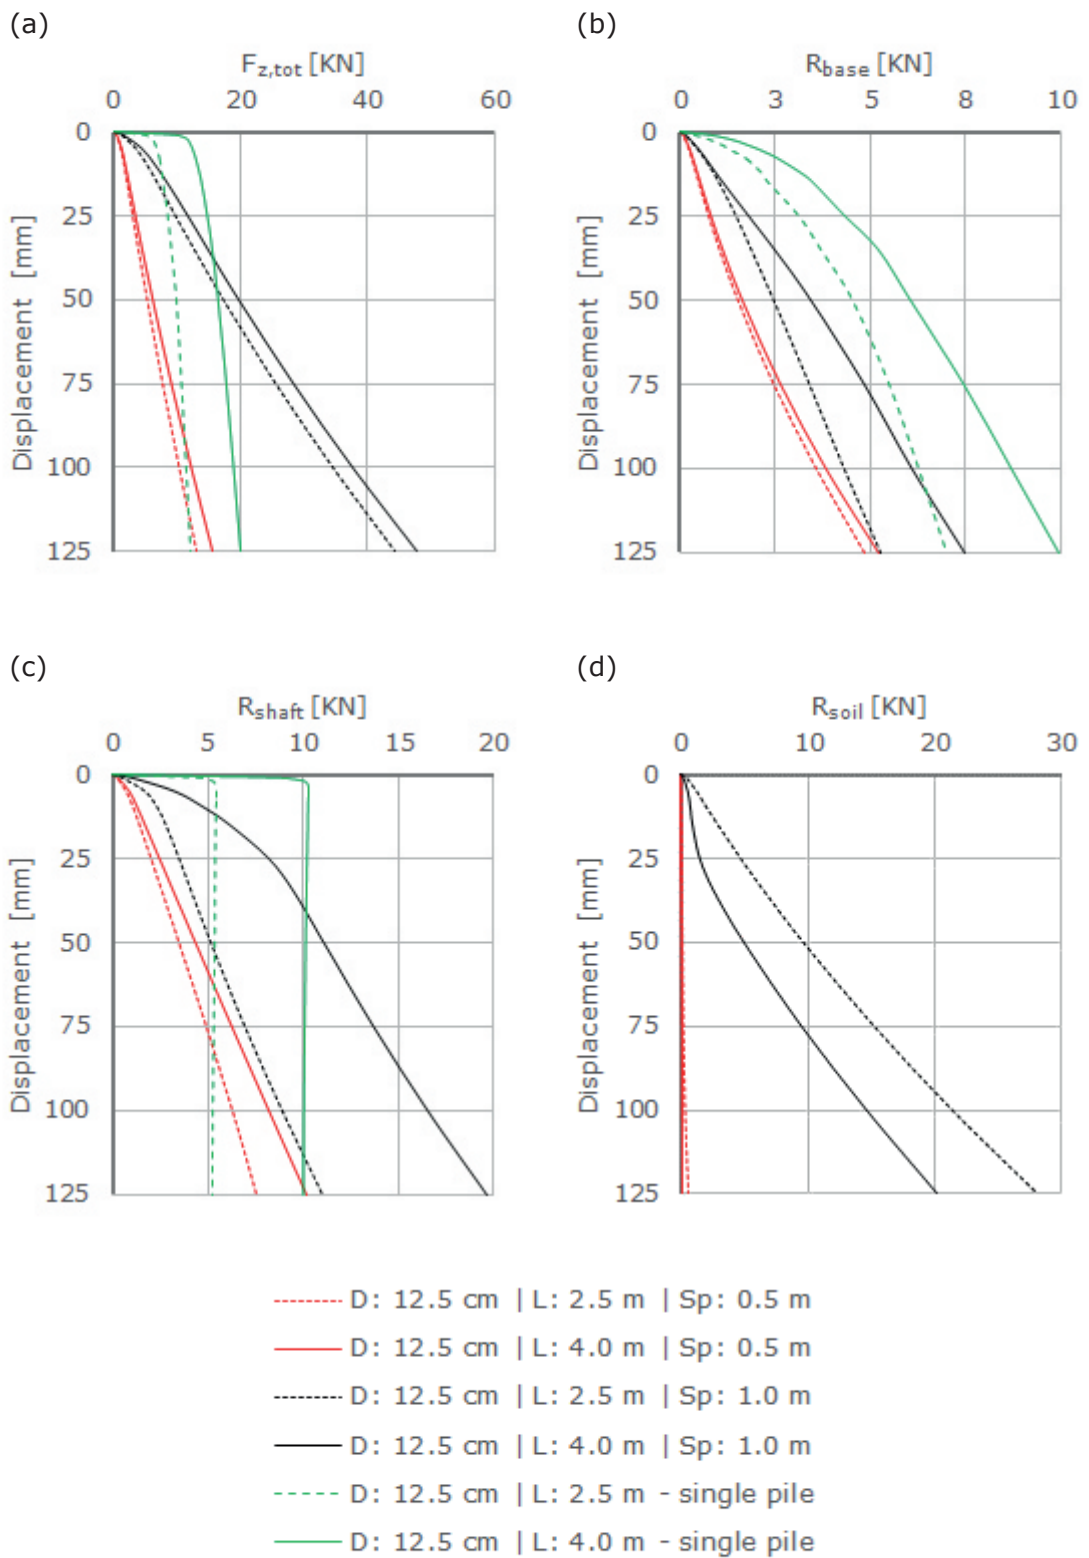 (a)
(b)
F_z,tot [KN]
R_base [KN]
0 20 40 60
0 3 5 8 10
0
25
50
75
100
125
Displacement [mm]
0
25
50
75
100
125
Displacement [mm]
(c)
(d)
R_shaft [KN]
R_soil [KN]
0 5 10 15 20
0 10 20 30
0
25
50
75
100
125
Displacement [mm]
0
25
50
75
100
125
Displacement [mm]
D: 12.5 cm | L: 2.5 m | Sp: 0.5 m
D: 12.5 cm | L: 4.0 m | Sp: 0.5 m
D: 12.5 cm | L: 2.5 m | Sp: 1.0 m
D: 12.5 cm | L: 4.0 m | Sp: 1.0 m
D: 12.5 cm | L: 2.5 m - single pile
D: 12.5 cm | L: 4.0 m - single pile